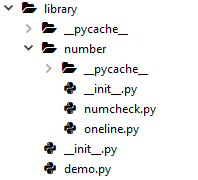 library
__pycache__
number
__pycache__
__init__.py
numcheck.py
oneline.py
__init__.py
demo.py